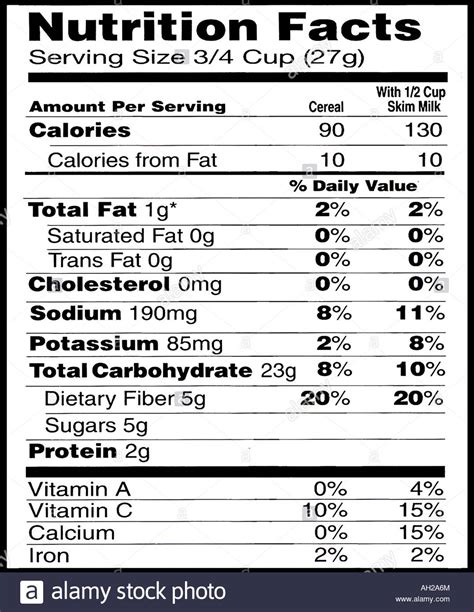 Nutrition Facts
Serving Size 3/4 Cup (27g)
Amount Per Serving Cereal With 1/2 Cup Skim Milk
Calories 90 130
Calories from Fat 10 10
% Daily Value
Total Fat 1g* 2% 2%
Saturated Fat 0g 0% 0%
Trans Fat 0g 0% 0%
Cholesterol 0mg 0% 0%
Sodium 190mg 8% 11%
Potassium 85mg 2% 8%
Total Carbohydrate 23g 8% 10%
Dietary Fiber 5g 20% 20%
Sugars 5g
Protein 2g
Vitamin A 0% 4%
Vitamin C 10% 15%
Calcium 0% 15%
Iron 2% 2%
a alamy stock photo
AH2A6M
www.alamy.com